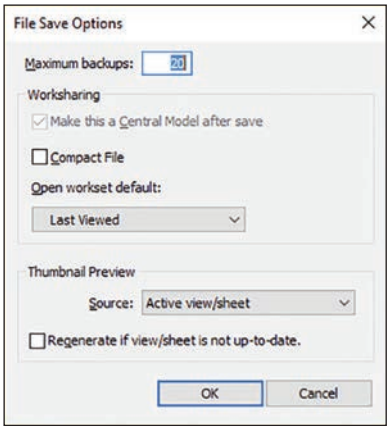 File Save Options
Maximum backups: 20
Worksharing
Make this a Central Model after save
Compact File
Open workset default:
Last Viewed
Thumbnail Preview
Source: Active view/sheet
Regenerate if view/sheet is not up-to-date.
OK Cancel